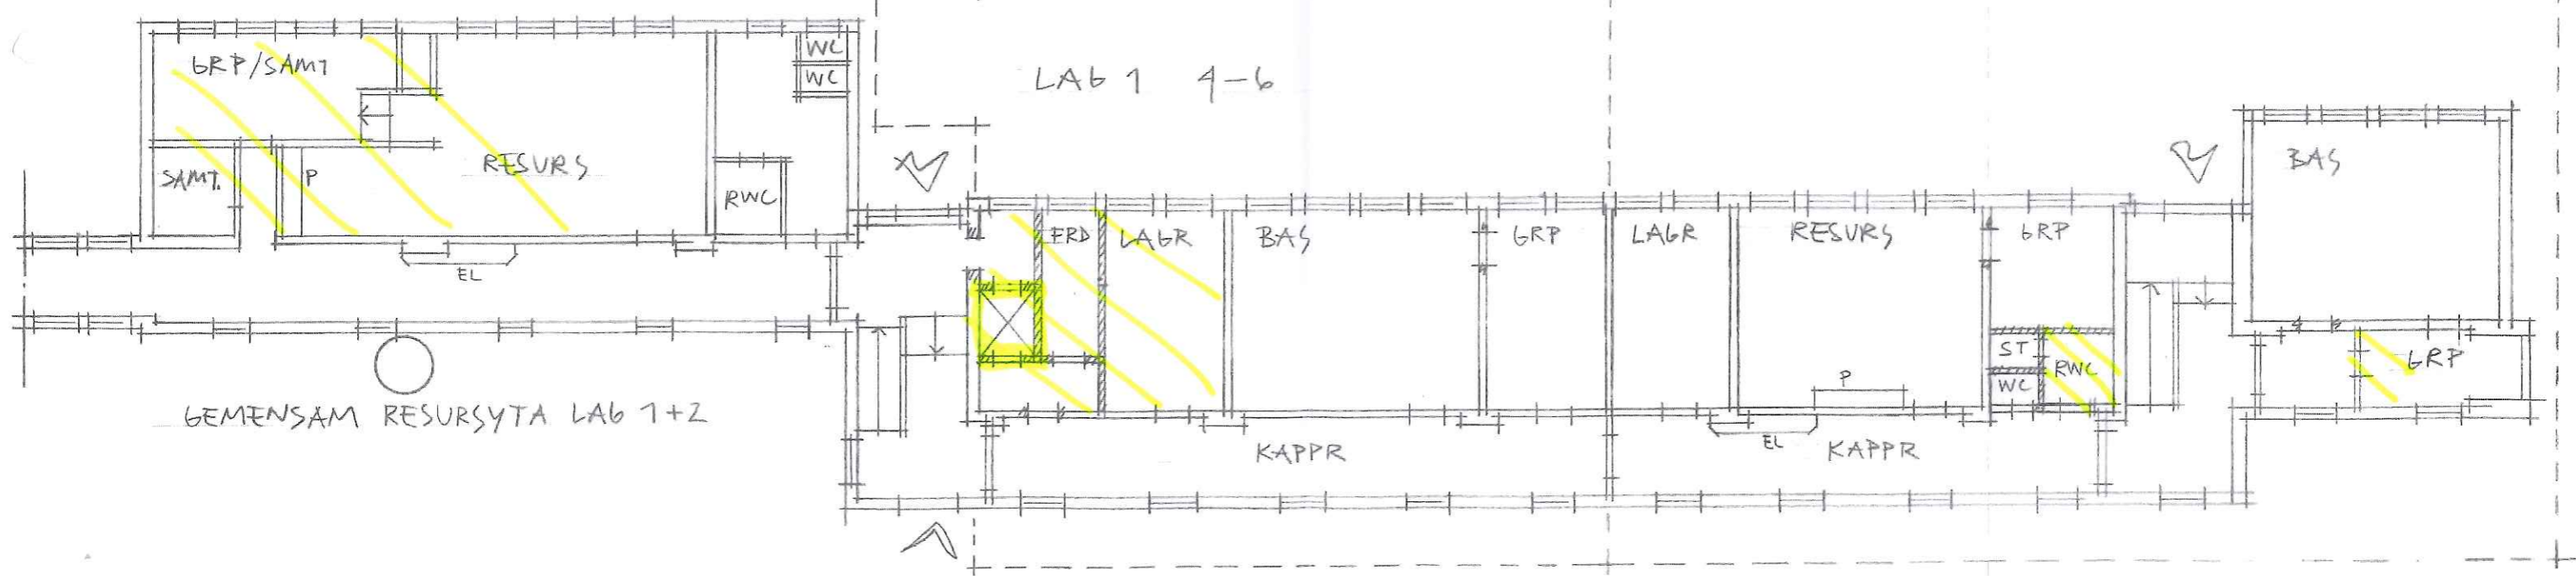 GRP/SAMT
WC
WC
LAG 1 4-6
SAMT.
P
RESURS
RWC
BAS
FRD
LAGR
BAS
GRP
LAGR
RESURS
GRP
EL
ST
WC
RWC
GRP
P
GEMENSAM RESURSYTA LAG 1+2
KAPPR
EL
KAPPR